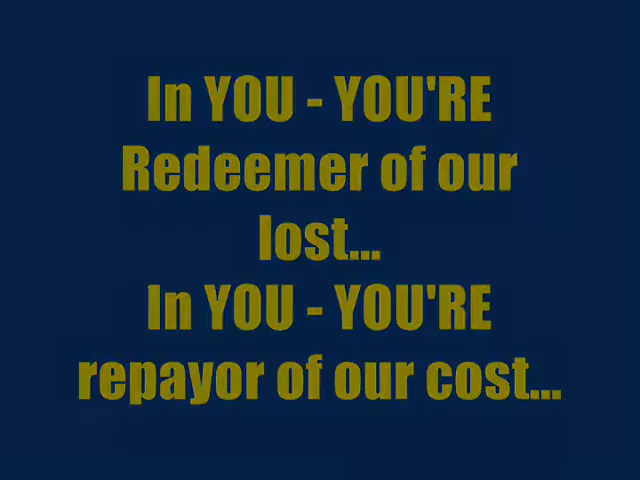 In YOU - YOU'RE
Redeemer of our
lost...
In YOU - YOU'RE
repayor of our cost...